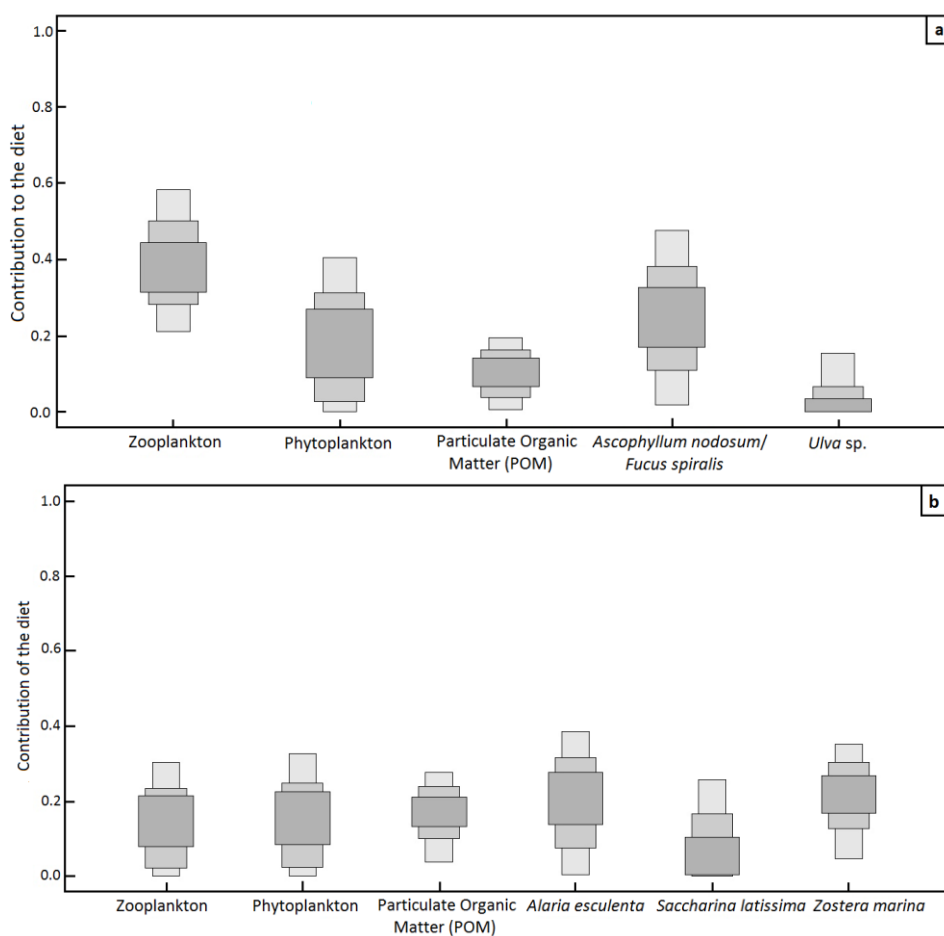 a
Contribution to the diet
1.0
0.8
0.6
0.4
0.2
0.0
Zooplankton
Phytoplankton
Particulate Organic
Matter (POM)
Ascophyllum nodosum/
Fucus spiralis
Ulva sp.
b
Contribution of the diet
1.0
0.8
0.6
0.4
0.2
0.0
Zooplankton
Phytoplankton
Particulate Organic
Matter (POM)
Alaria esculenta
Saccharina latissima
Zostera marina